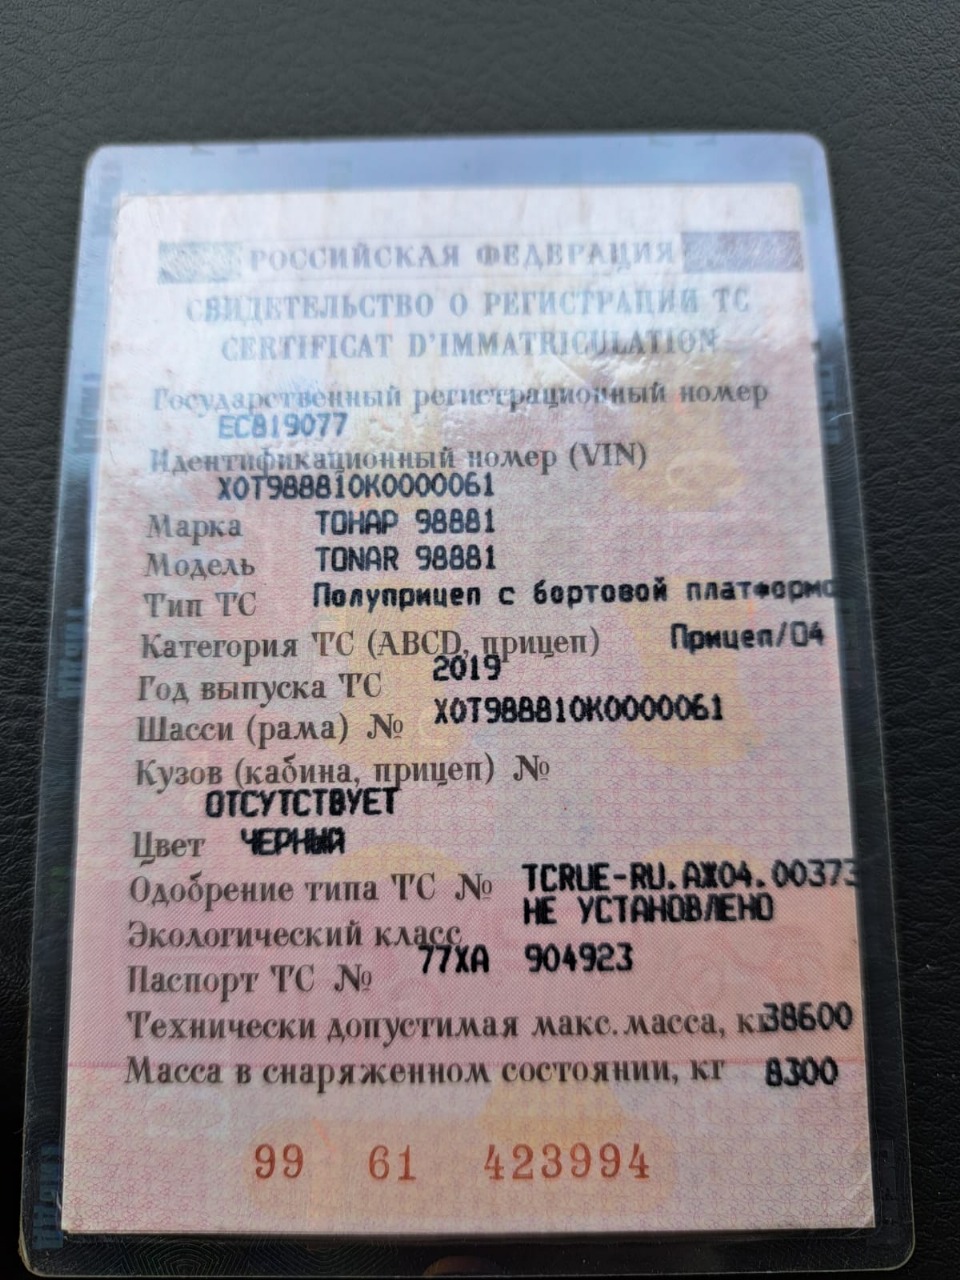 РОССИЙСКАЯ ФЕДЕРАЦИЯ
СВИДЕТЕЛЬСТВО О РЕГИСТРАЦИИ ТС
CERTIFICAT D'IMMATRICULATION
Государственный регистрационный номер
ЕС819077
Идентификационный номер (VIN)
X0T988810K0000061
Марка ТОНАР 98881
Модель TONAR 98881
Тип ТС Полуприцеп с бортовой платформо
Категория ТС (ABCD, прицеп) Прицеп/O4
Год выпуска ТС 2019
Шасси (рама) № X0T988810K0000061
Кузов (кабина, прицеп) №
ОТСУТСТВУЕТ
Цвет ЧЕРНЫЙ
Одобрение типа ТС № TCRUE-RU.АЖ04.00373
Экологический класс НЕ УСТАНОВЛЕНО
Паспорт ТС № 77ХА 904923
Технически допустимая макс. масса, кг 38600
Масса в снаряженном состоянии, кг 8300
99 61 423994